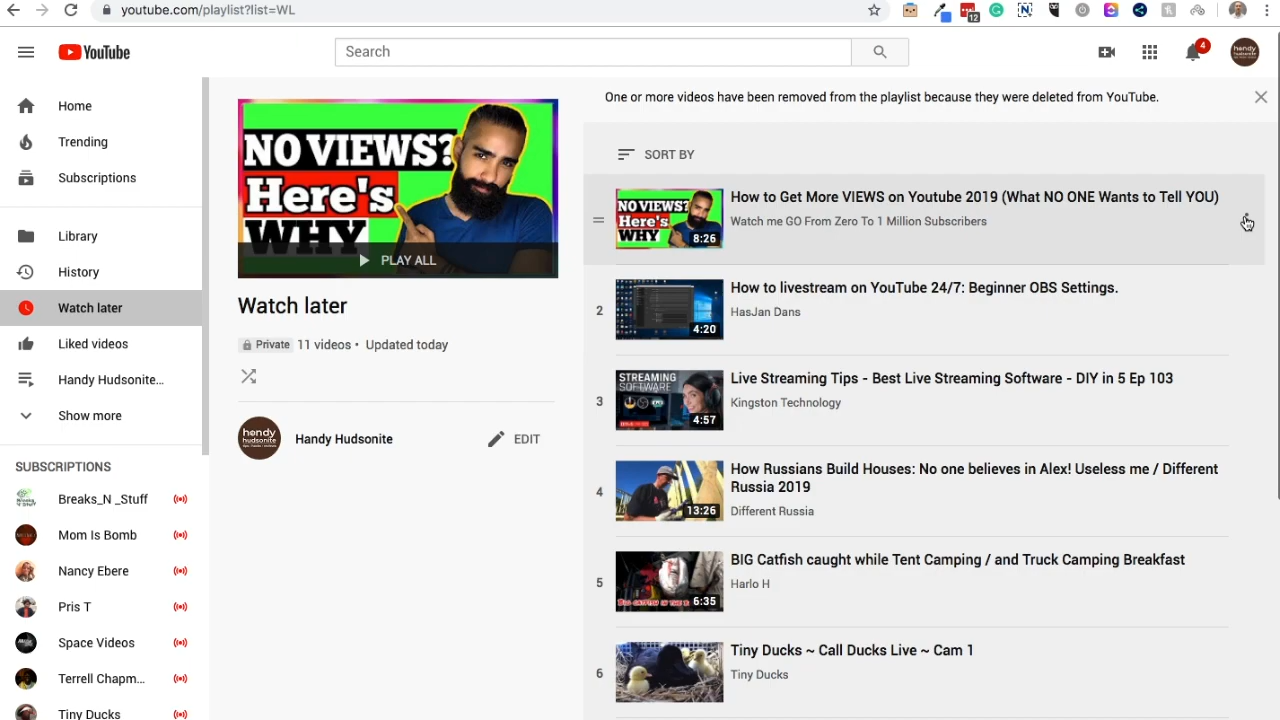 youtube.com/playlist?list=WL
12
YouTube
Search
4
hendy
hudsonite
Home
Trending
Subscriptions
Library
History
Watch later
Liked videos
Handy Hudsonite...
Show more
SUBSCRIPTIONS
Breaks_N _Stuff
Mom Is Bomb
Nancy Ebere
Pris T
Space Videos
Terrell Chapm...
Tiny Ducks
NO VIEWS?
Here's
WHY
PLAY ALL
Watch later
Private 11 videos • Updated today
hendy
hudsonite
Handy Hudsonite
EDIT
One or more videos have been removed from the playlist because they were deleted from YouTube.
SORT BY
NO VIEWS?
Here's
WHY
8:26
How to Get More VIEWS on Youtube 2019 (What NO ONE Wants to Tell YOU)
Watch me GO From Zero To 1 Million Subscribers
2
4:20
How to livestream on YouTube 24/7: Beginner OBS Settings.
HasJan Dans
3
STREAMING
SOFTWARE
4:57
Live Streaming Tips - Best Live Streaming Software - DIY in 5 Ep 103
Kingston Technology
4
13:26
How Russians Build Houses: No one believes in Alex! Useless me / Different
Russia 2019
Different Russia
5
6:35
BIG Catfish caught while Tent Camping / and Truck Camping Breakfast
Harlo H
6
Tiny Ducks ~ Call Ducks Live ~ Cam 1
Tiny Ducks